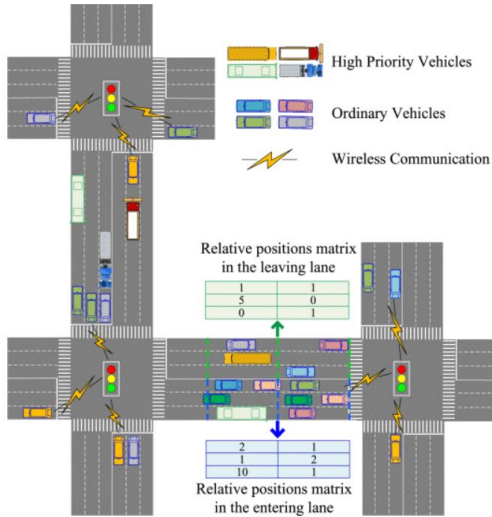 High Priority Vehicles
Ordinary Vehicles
Wireless Communication
Relative positions matrix
in the leaving lane
1 1
5 0
0 1
2 1
1 2
10 1
Relative positions matrix
in the entering lane